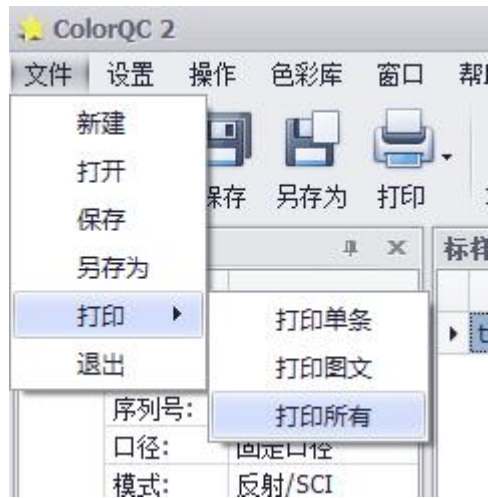 ColorQC 2
文件 设置 操作 色彩库 窗口
新建
打开
保存
另存为
打印
退出
保存 另存为 打印
标样
打印单条
打印图文
打印所有
序列号:
口径: 固定口径
模式: 反射/SCI
t